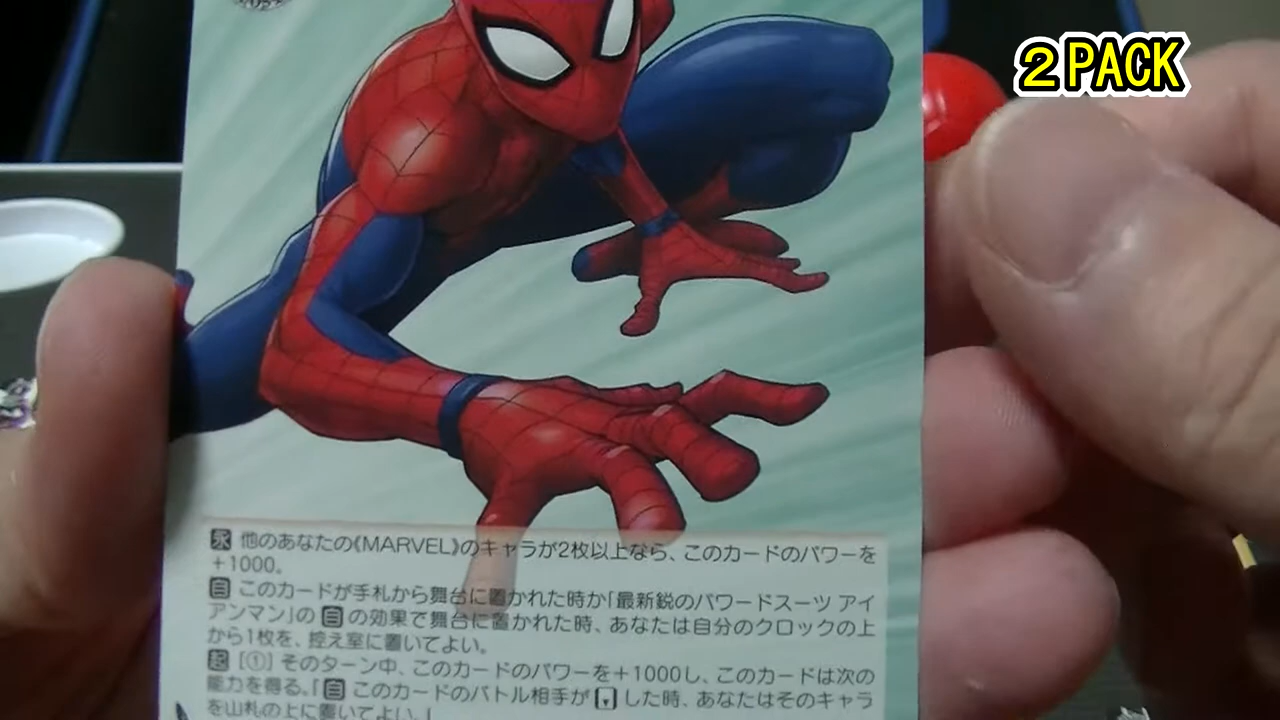 ２PACK
永 他のあなたの《MARVEL》のキャラが2枚以上なら、このカードのパワーを
+1000。
自 このカードが手札から舞台に置かれた時か「最新鋭のパワードスーツ アイ
アンマン」の 自 の効果で舞台に置かれた時、あなたは自分のクロックの上
から1枚を、控え室に置いてよい。
起 [①] そのターン中、このカードのパワーを+1000し、このカードは次の
能力を得る。「自 このカードのバトル相手が した時、あなたはそのキャラ
を山札の上に置いてよい。」